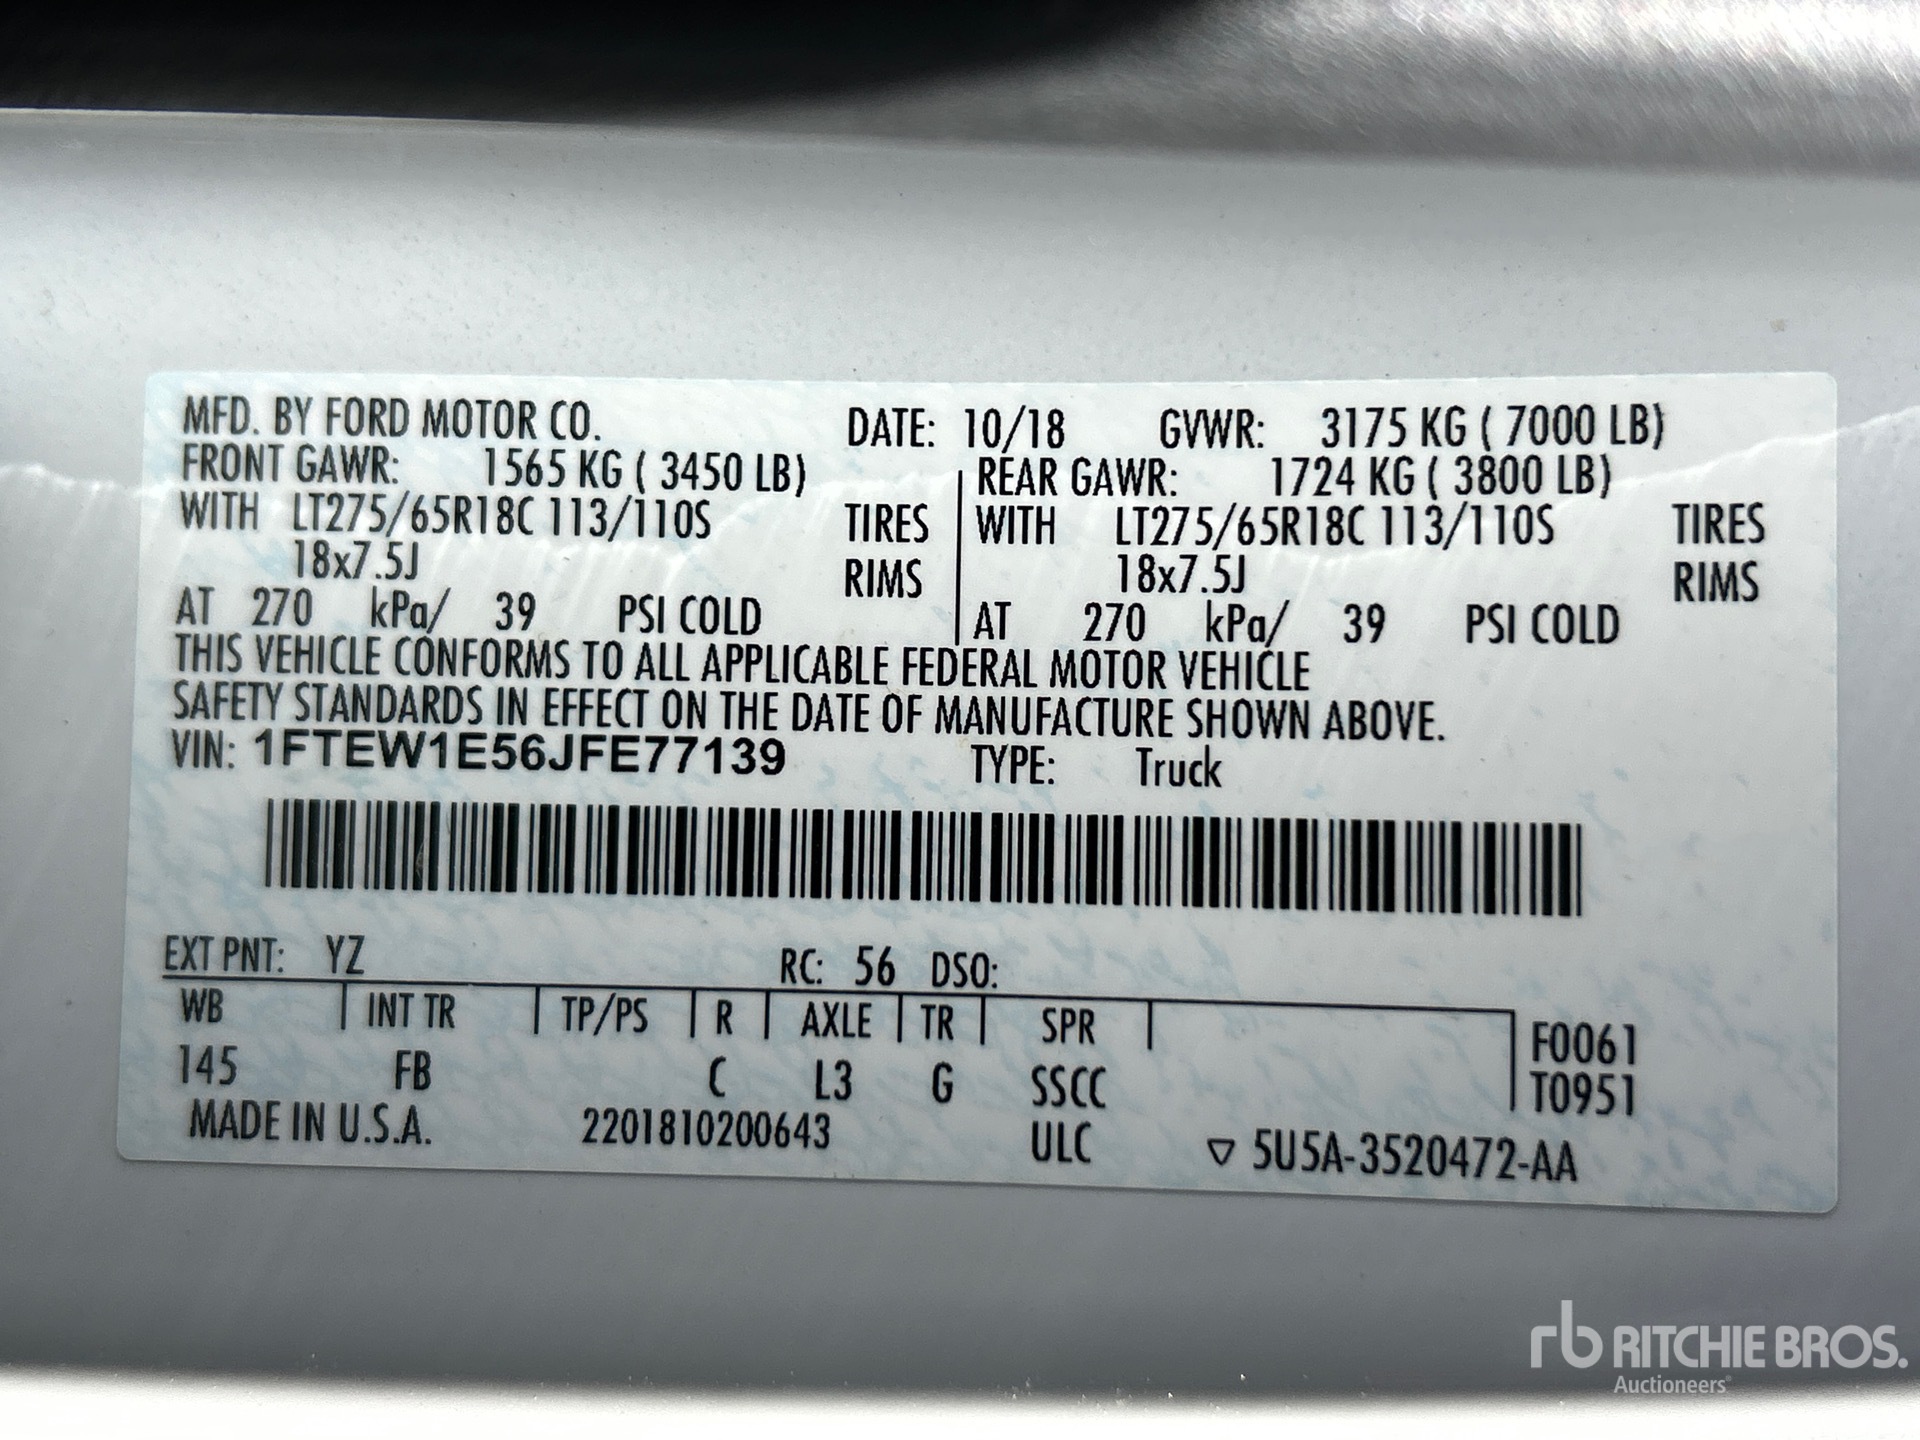 MFD. BY FORD MOTOR CO. DATE: 10/18 GVWR: 3175 KG ( 7000 LB)
FRONT GAWR: 1565 KG ( 3450 LB) REAR GAWR: 1724 KG ( 3800 LB)
WITH LT275/65R18C 113/110S TIRES WITH LT275/65R18C 113/110S TIRES
18x7.5J RIMS 18x7.5J RIMS
AT 270 kPa/ 39 PSI COLD AT 270 kPa/ 39 PSI COLD
THIS VEHICLE CONFORMS TO ALL APPLICABLE FEDERAL MOTOR VEHICLE
SAFETY STANDARDS IN EFFECT ON THE DATE OF MANUFACTURE SHOWN ABOVE.
VIN: 1FTEW1E56JFE77139 TYPE: Truck
EXT PNT: YZ RC: 56 DSO:
WB INT TR TP/PS R AXLE TR SPR F0061
145 FB C L3 G SSCC T0951
MADE IN U.S.A. 2201810200643 ULC ▽ 5U5A-3520472-AA
rb RITCHIE BROS.
Auctioneers